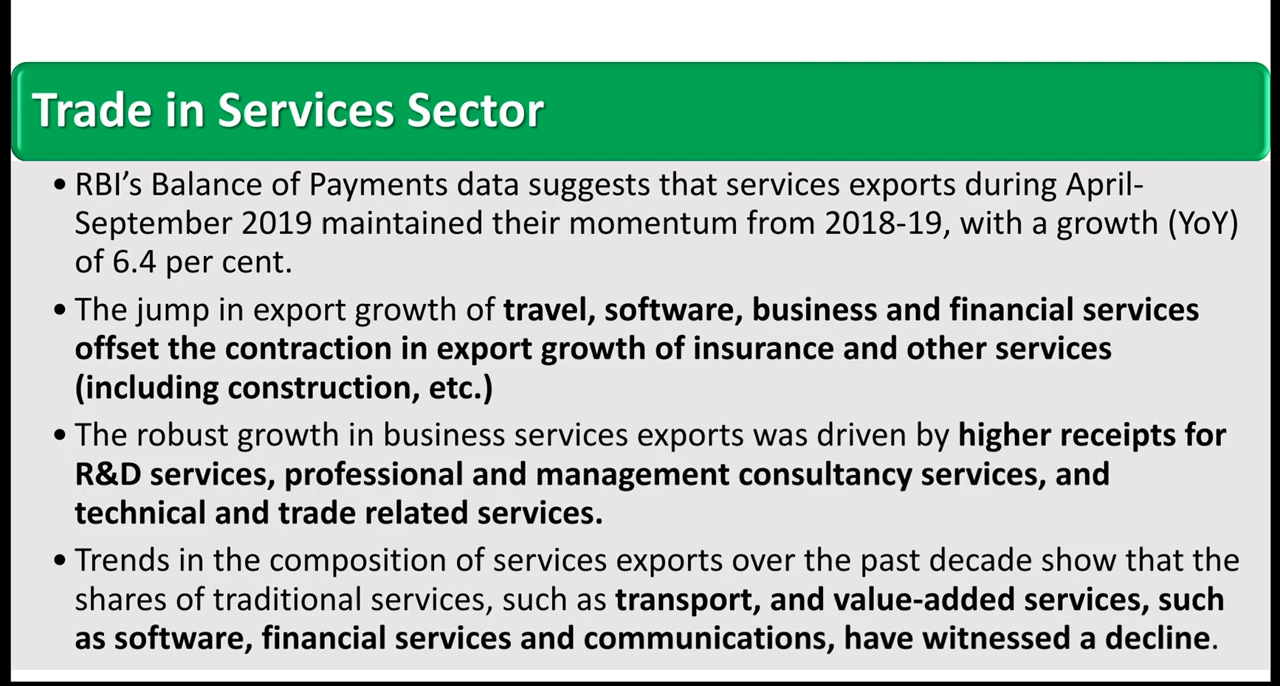 Trade in Services Sector
• RBI’s Balance of Payments data suggests that services exports during April-
September 2019 maintained their momentum from 2018-19, with a growth (YoY)
of 6.4 per cent.
• The jump in export growth of travel, software, business and financial services
offset the contraction in export growth of insurance and other services
(including construction, etc.)
• The robust growth in business services exports was driven by higher receipts for
R&D services, professional and management consultancy services, and
technical and trade related services.
• Trends in the composition of services exports over the past decade show that the
shares of traditional services, such as transport, and value-added services, such
as software, financial services and communications, have witnessed a decline.